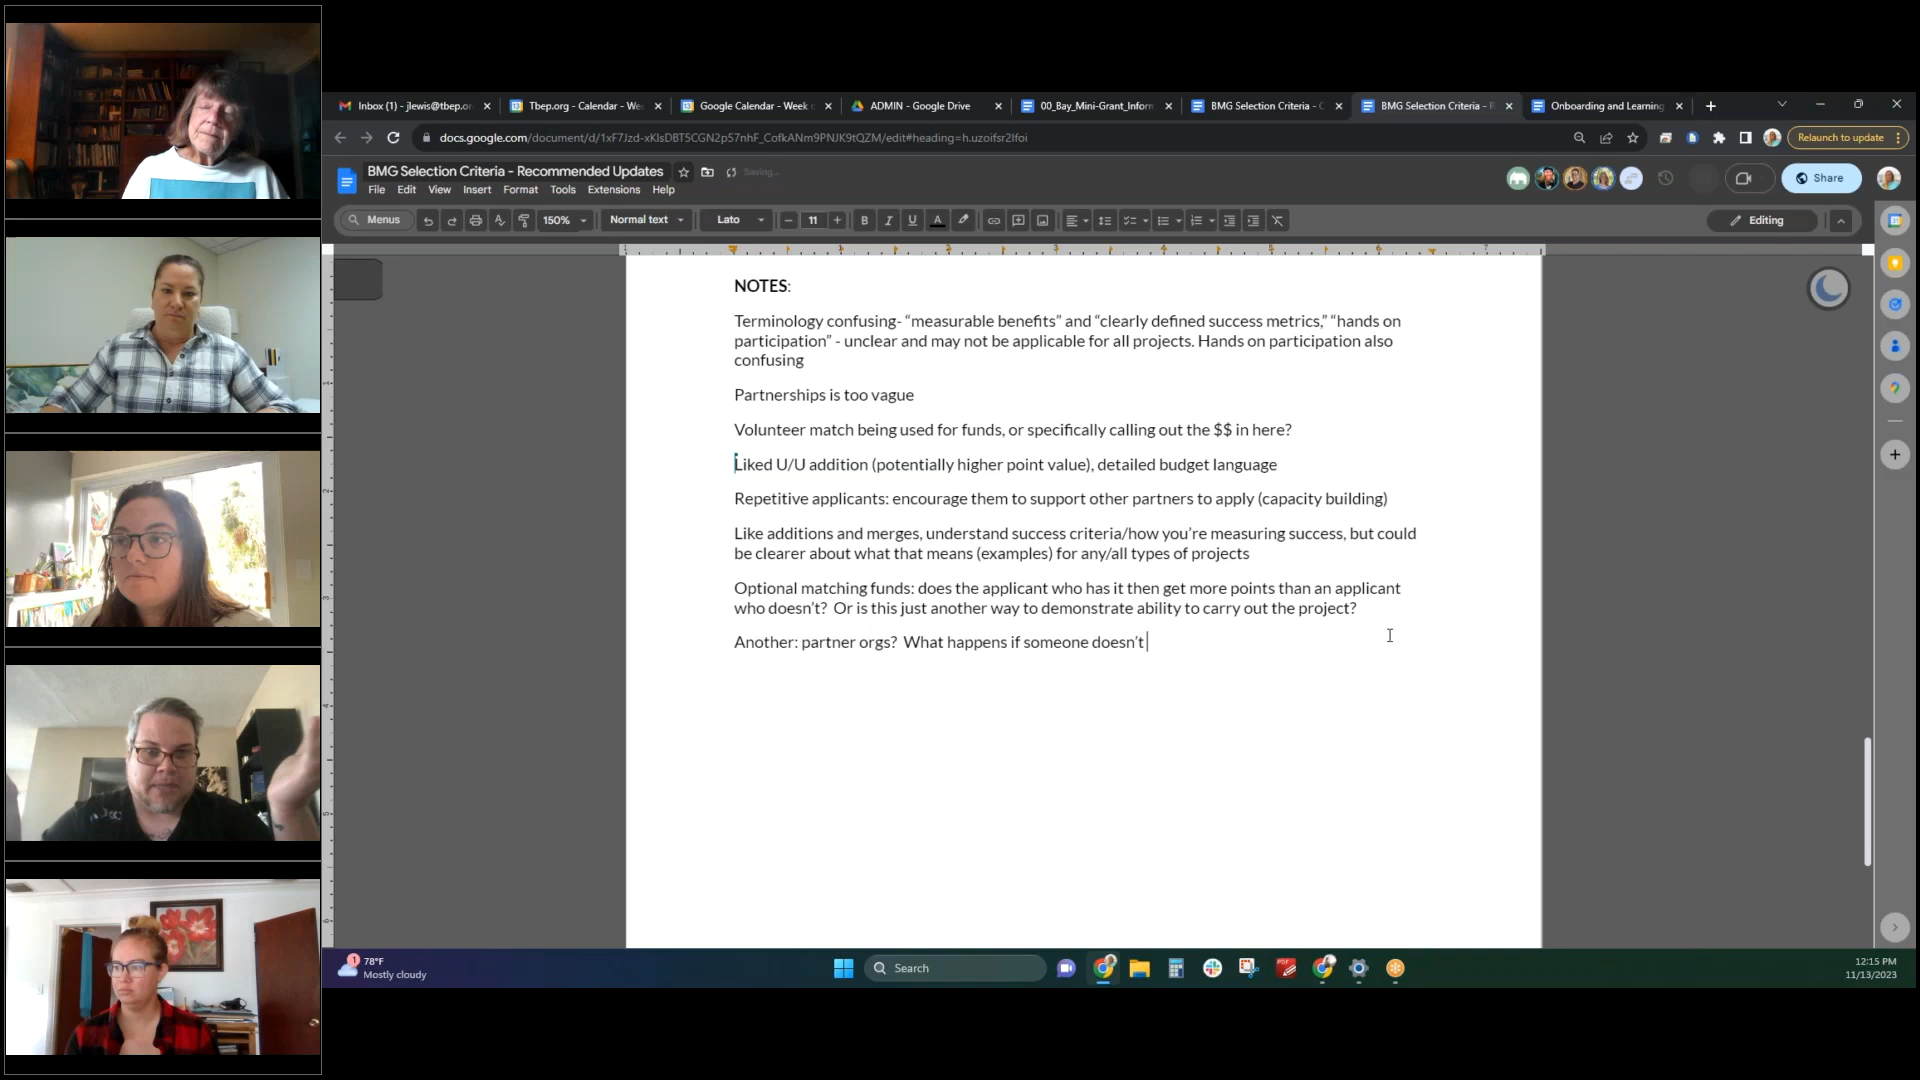 Inbox (1) - jlewis@tbep.or
Tbep.org - Calendar - We
Google Calendar - Week
ADMIN - Google Drive
00_Bay_Mini-Grant_Inform
BMG Selection Criteria - C
BMG Selection Criteria - R
Onboarding and Learning
docs.google.com/document/d/1xF7Jzd-xKlsDBT5CGN2p57nhF_CofkANm9PNJK9tQZM/edit#heading=h.uzoifsr2lfoi
Relaunch to update
BMG Selection Criteria - Recommended Updates
Saving...
Share
File Edit View Insert Format Tools Extensions Help
Menus
150%
Normal text
Lato
11
Editing
NOTES:
Terminology confusing- “measurable benefits” and “clearly defined success metrics,” “hands on
participation” - unclear and may not be applicable for all projects. Hands on participation also
confusing
Partnerships is too vague
Volunteer match being used for funds, or specifically calling out the $$ in here?
Liked U/U addition (potentially higher point value), detailed budget language
Repetitive applicants: encourage them to support other partners to apply (capacity building)
Like additions and merges, understand success criteria/how you’re measuring success, but could
be clearer about what that means (examples) for any/all types of projects
Optional matching funds: does the applicant who has it then get more points than an applicant
who doesn’t?  Or is this just another way to demonstrate ability to carry out the project?
Another: partner orgs?  What happens if someone doesn’t
1
78°F
Mostly cloudy
Search
12:15 PM
11/13/2023